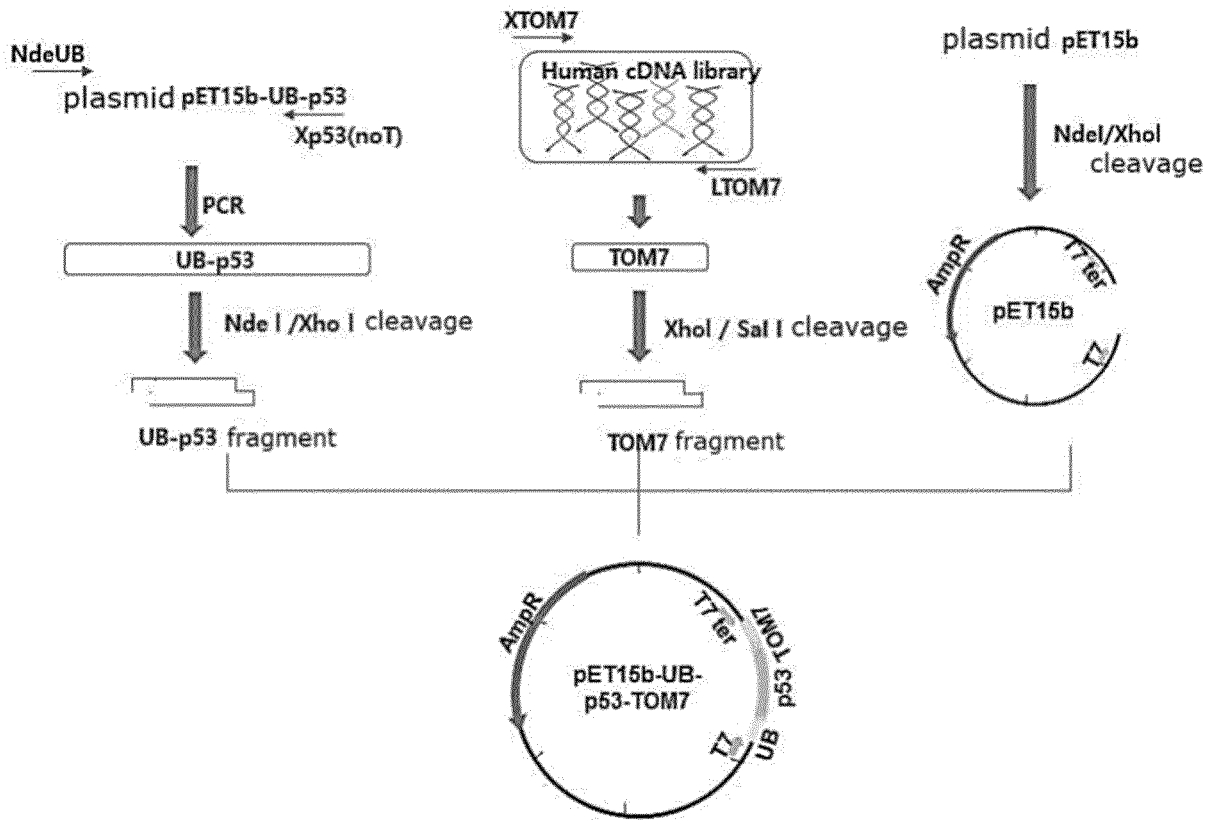 NdeUB
plasmid pET15b-UB-p53
Xp53(noT)
PCR
UB-p53
Nde I /Xho I cleavage
UB-p53 fragment
XTOM7
Human cDNA library
LTOM7
TOM7
XhoI / Sal I cleavage
TOM7 fragment
plasmid pET15b
NdeI/XhoI
cleavage
AmpR
T7 ter
pET15b
T7
AmpR
T7 ter
TOM7
p53
UB
T7
pET15b-UB-
p53-TOM7